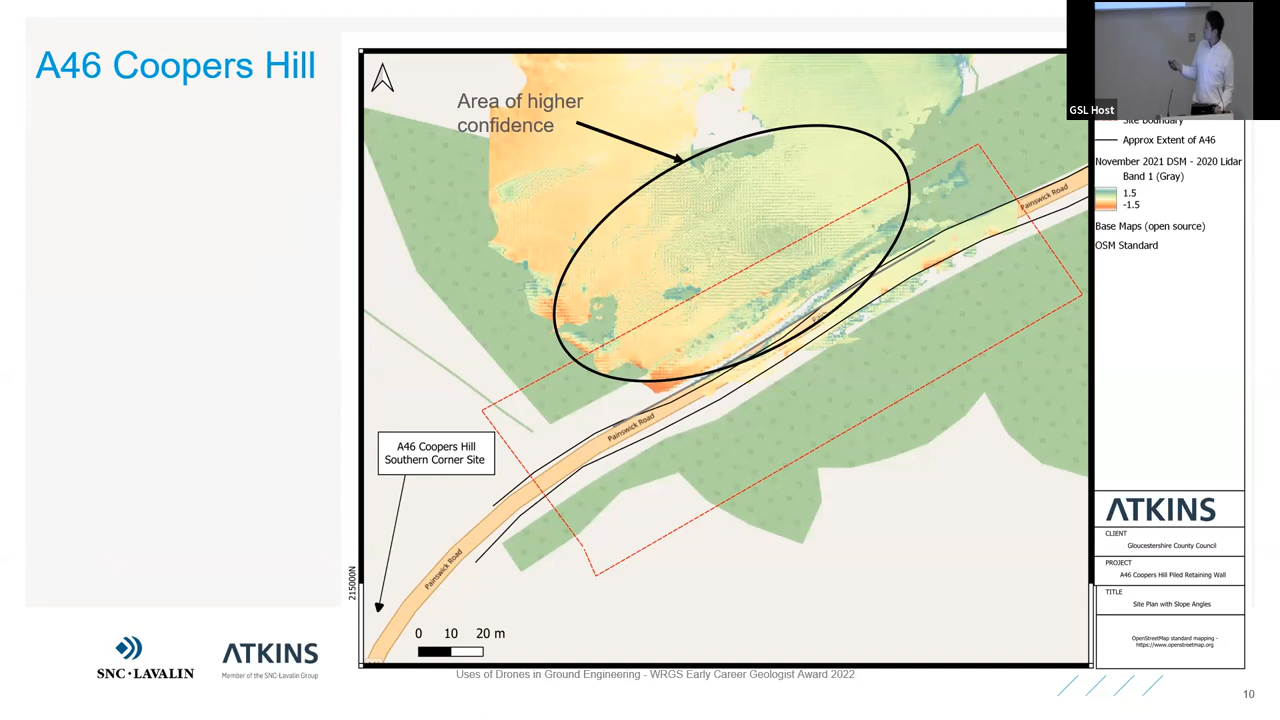 A46 Coopers Hill
Area of higher
confidence
GSL Host
Site Boundary
Approx Extent of A46
November 2021 DSM - 2020 Lidar
Band 1 (Gray)
1.5
-1.5
Base Maps (open source)
OSM Standard
Painswick Road
Painswick Road
Painswick Road
A46 Coopers Hill
Southern Corner Site
215000N
0 10 20 m
ATKINS
CLIENT
Gloucestershire County Council
PROJECT
A46 Coopers Hill Piled Retaining Wall
TITLE
Site Plan with Slope Angles
OpenStreetMap standard mapping -
https://www.openstreetmap.org
SNC·LAVALIN
ATKINS
Member of the SNC-Lavalin Group
Uses of Drones in Ground Engineering - WRGS Early Career Geologist Award 2022
10